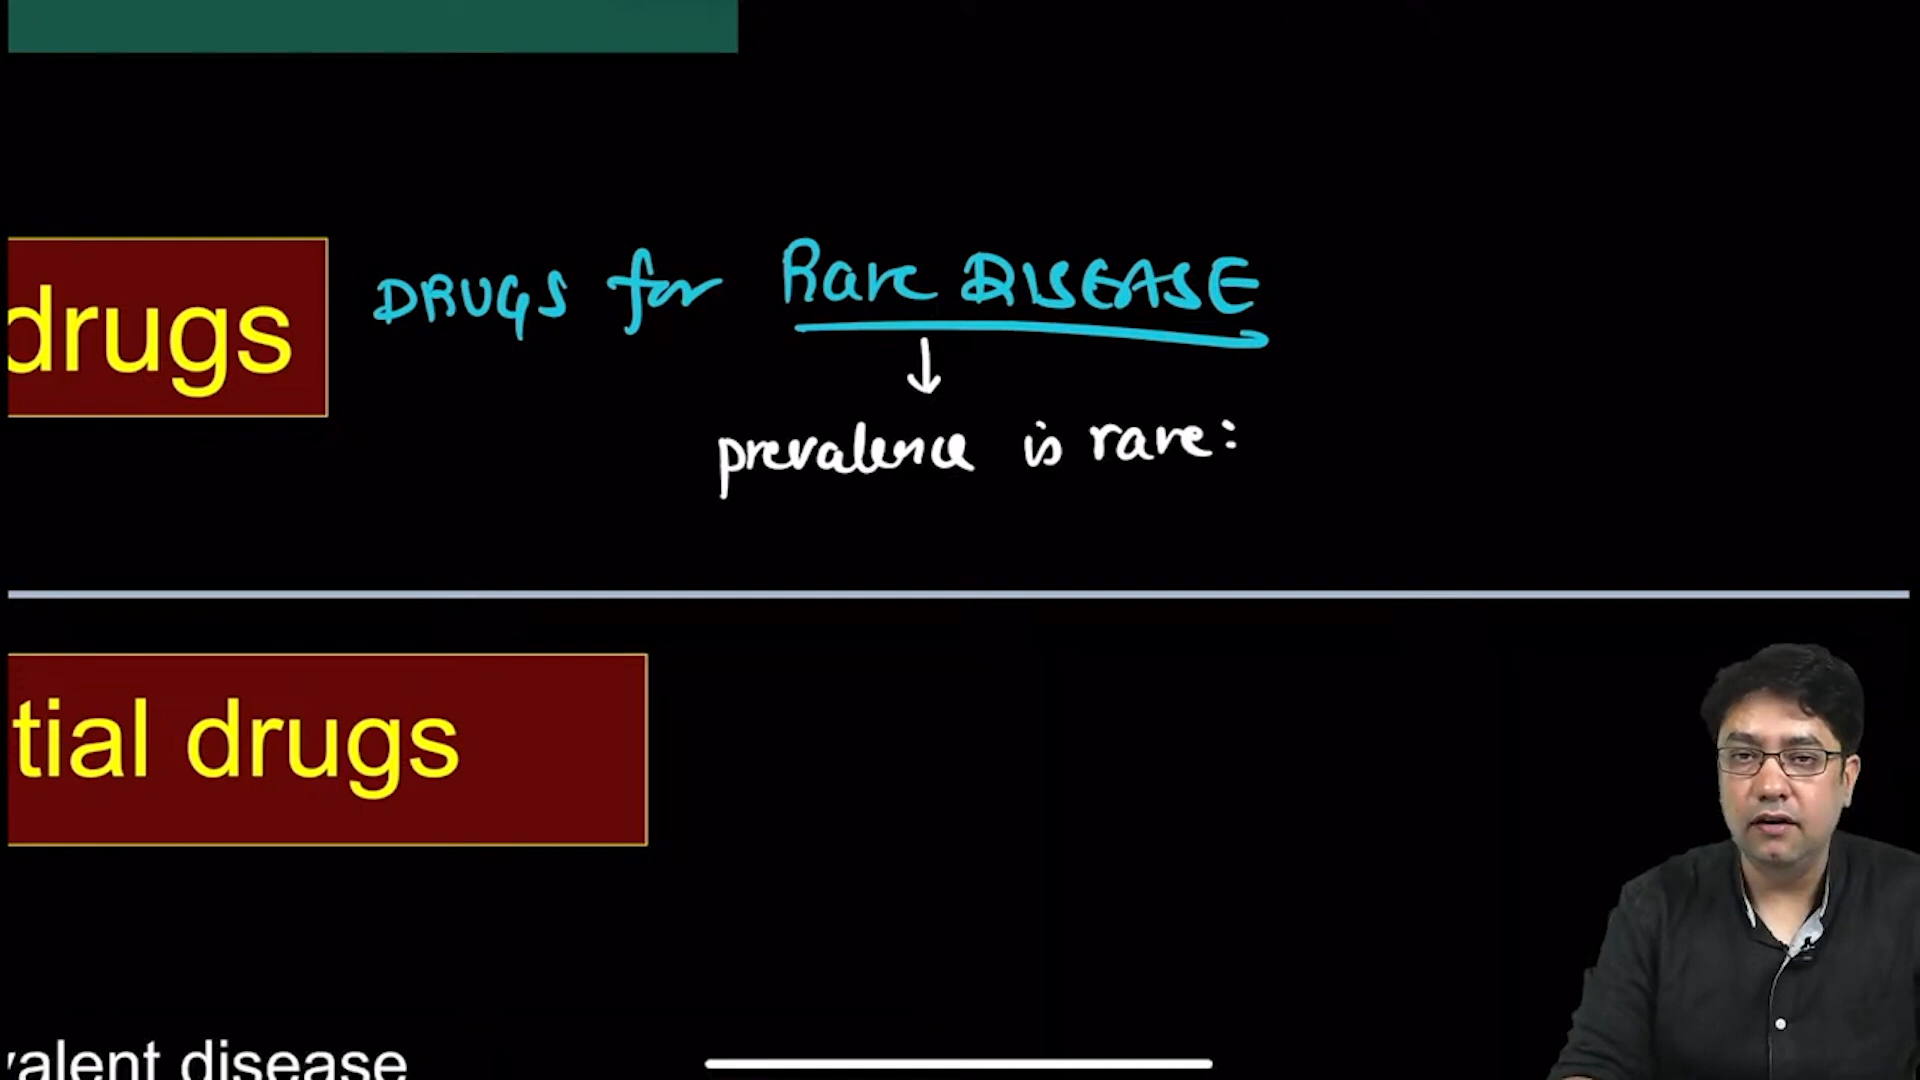 drugs DRUGS for Rare DISEASE
↓
prevalence is rare:
tial drugs
valent disease